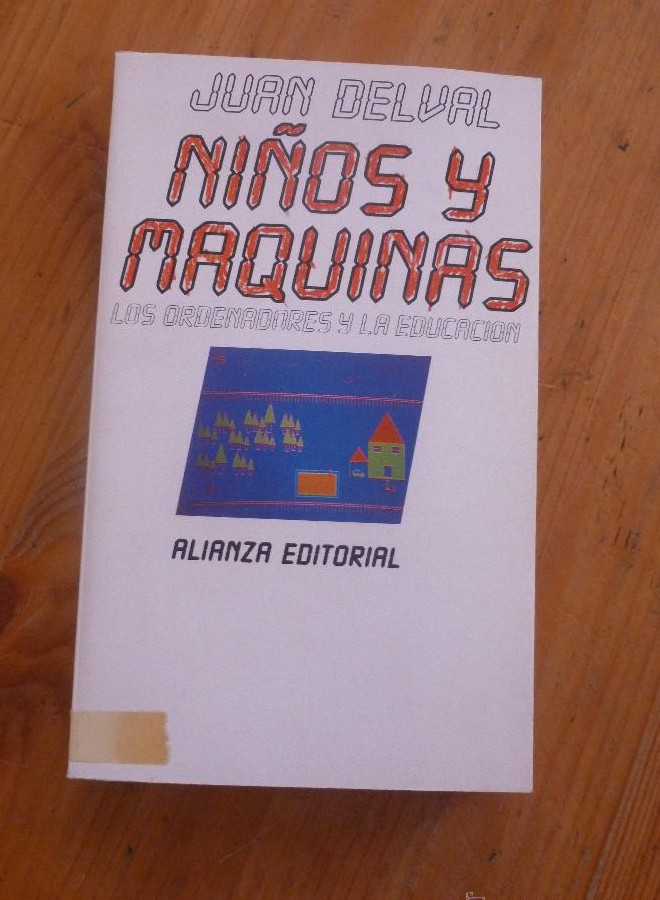 JUAN DELVAL
NIÑOS Y
MAQUINAS
LOS ORDENADORES Y LA EDUCACION
ALIANZA EDITORIAL